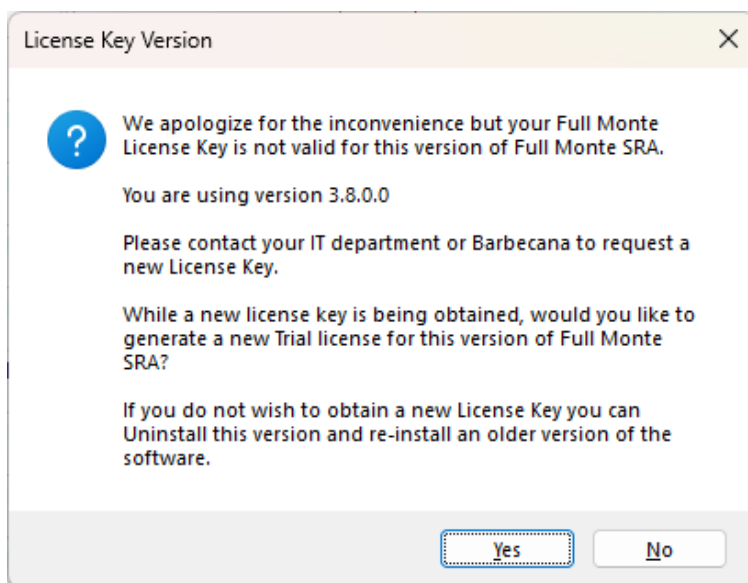 License Key Version
We apologize for the inconvenience but your Full Monte
License Key is not valid for this version of Full Monte SRA.
You are using version 3.8.0.0
Please contact your IT department or Barbecana to request a
new License Key.
While a new license key is being obtained, would you like to
generate a new Trial license for this version of Full Monte
SRA?
If you do not wish to obtain a new License Key you can
Uninstall this version and re-install an older version of the
software.
Yes
No